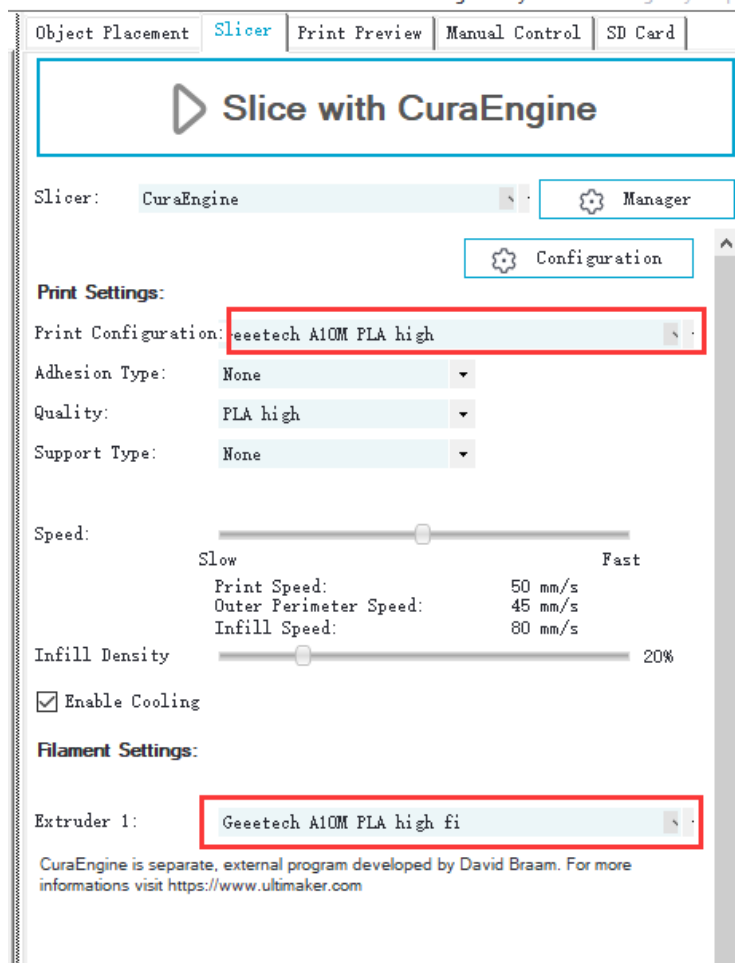 Object Placement Slicer Print Preview Manual Control SD Card
Slice with CuraEngine
Slicer: CuraEngine Manager
Configuration
Print Settings:
Print Configuration: eeetech A10M PLA high
Adhesion Type: None
Quality: PLA high
Support Type: None
Speed:
Slow Fast
Print Speed: 50 mm/s
Outer Perimeter Speed: 45 mm/s
Infill Speed: 80 mm/s
Infill Density 20%
Enable Cooling
Filament Settings:
Extruder 1: Geeetech A10M PLA high fi
CuraEngine is separate, external program developed by David Braam. For more
informations visit https://www.ultimaker.com